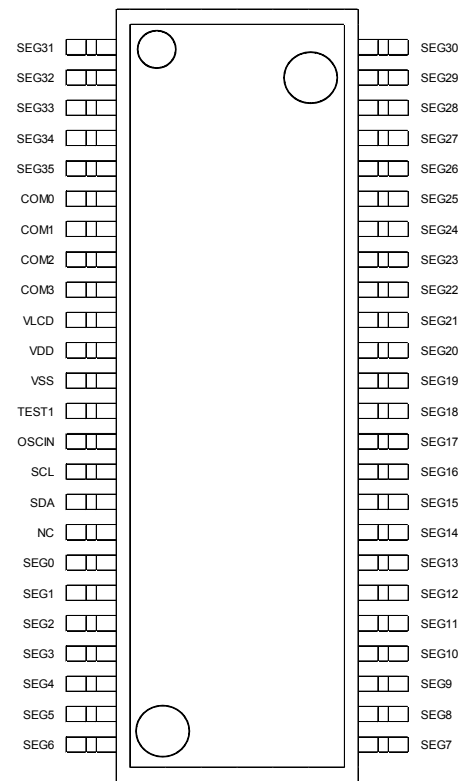 SEG31 SEG30
SEG32 SEG29
SEG33 SEG28
SEG34 SEG27
SEG35 SEG26
COM0 SEG25
COM1 SEG24
COM2 SEG23
COM3 SEG22
VLCD SEG21
VDD SEG20
VSS SEG19
TEST1 SEG18
OSCIN SEG17
SCL SEG16
SDA SEG15
NC SEG14
SEG0 SEG13
SEG1 SEG12
SEG2 SEG11
SEG3 SEG10
SEG4 SEG9
SEG5 SEG8
SEG6 SEG7